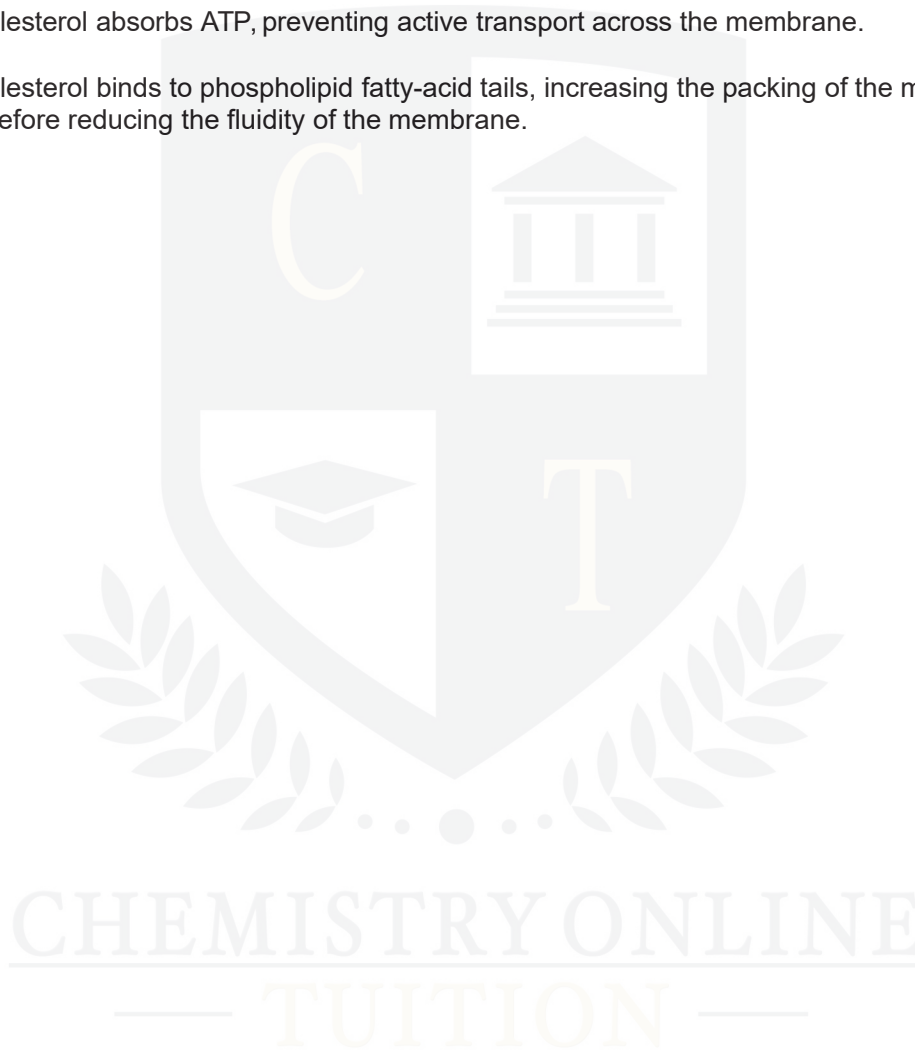 lesterol absorbs ATP, preventing active transport across the membrane.
lesterol binds to phospholipid fatty-acid tails, increasing the packing of the m
efore reducing the fluidity of the membrane.
C
T
CHEMISTRY ONLINE
TUITION